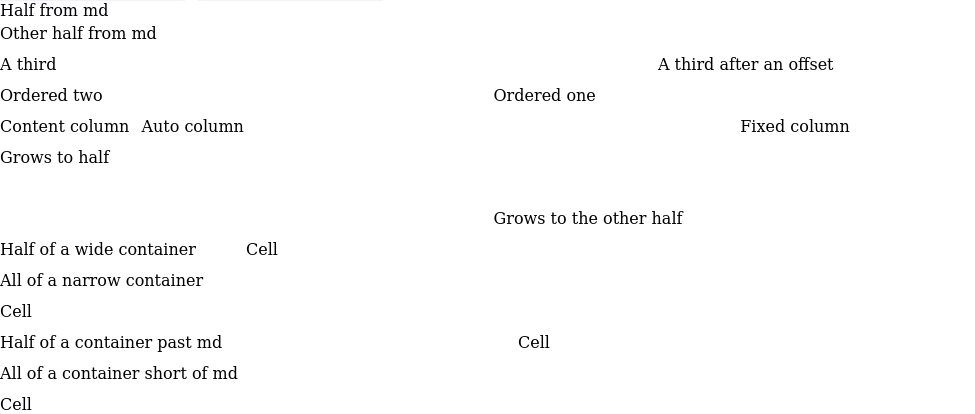 Half from md
Other half from md
A third A third after an offset
Ordered two Ordered one
Content column Auto column Fixed column
Grows to half
Grows to the other half
Half of a wide container Cell
All of a narrow container
Cell
Half of a container past md Cell
All of a container short of md
Cell